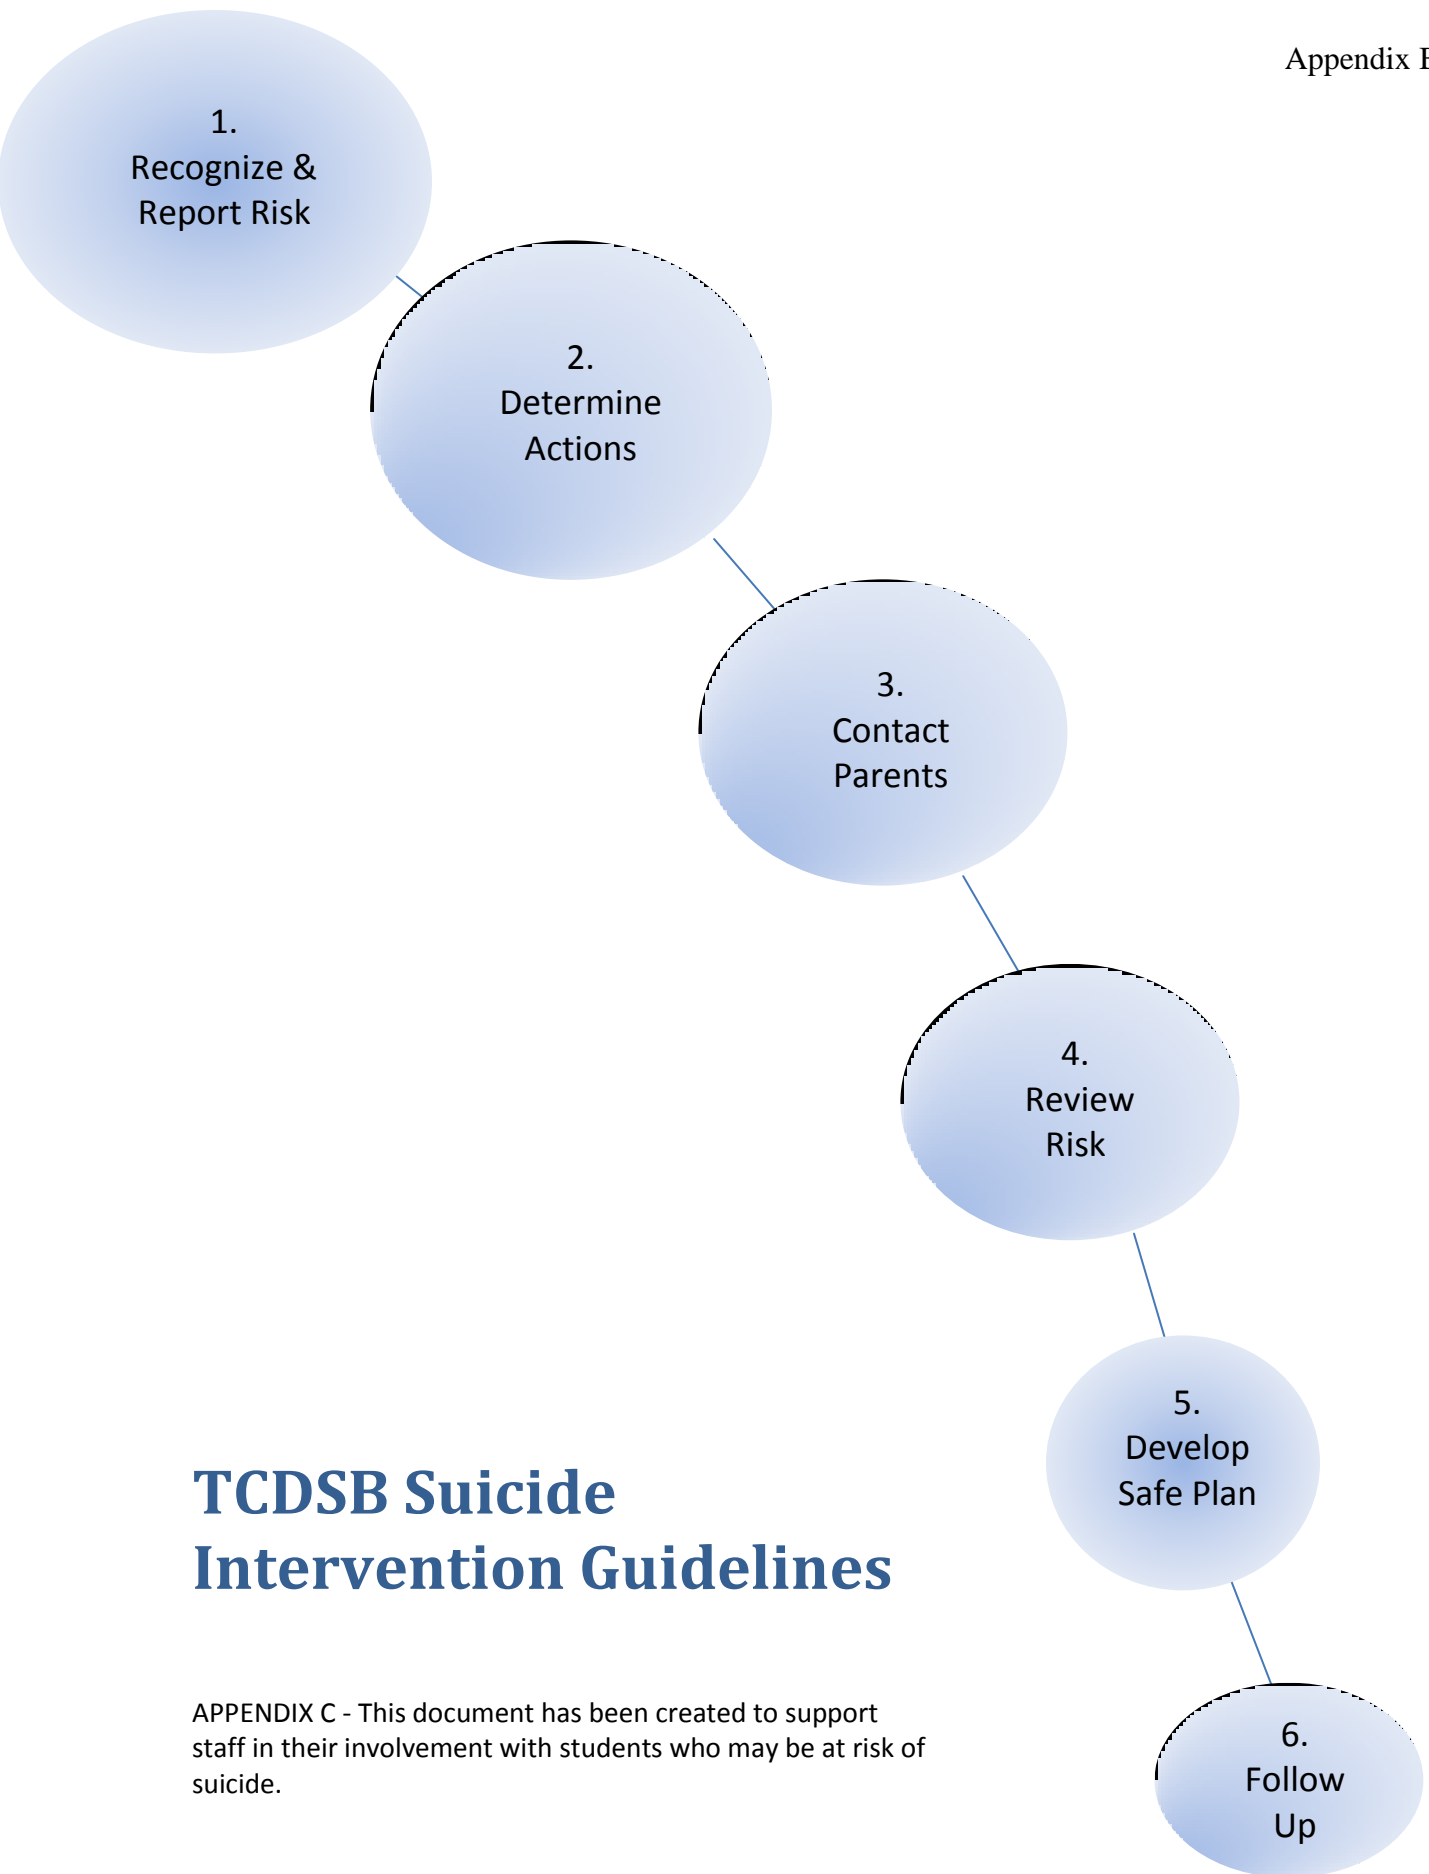 Appendix
1.
Recognize &
Report Risk
2.
Determine
Actions
3.
Contact
Parents
4.
Review
Risk
5.
Develop
Safe Plan
6.
Follow
Up
TCDSB Suicide
Intervention Guidelines
APPENDIX C - This document has been created to support
staff in their involvement with students who may be at risk of
suicide.